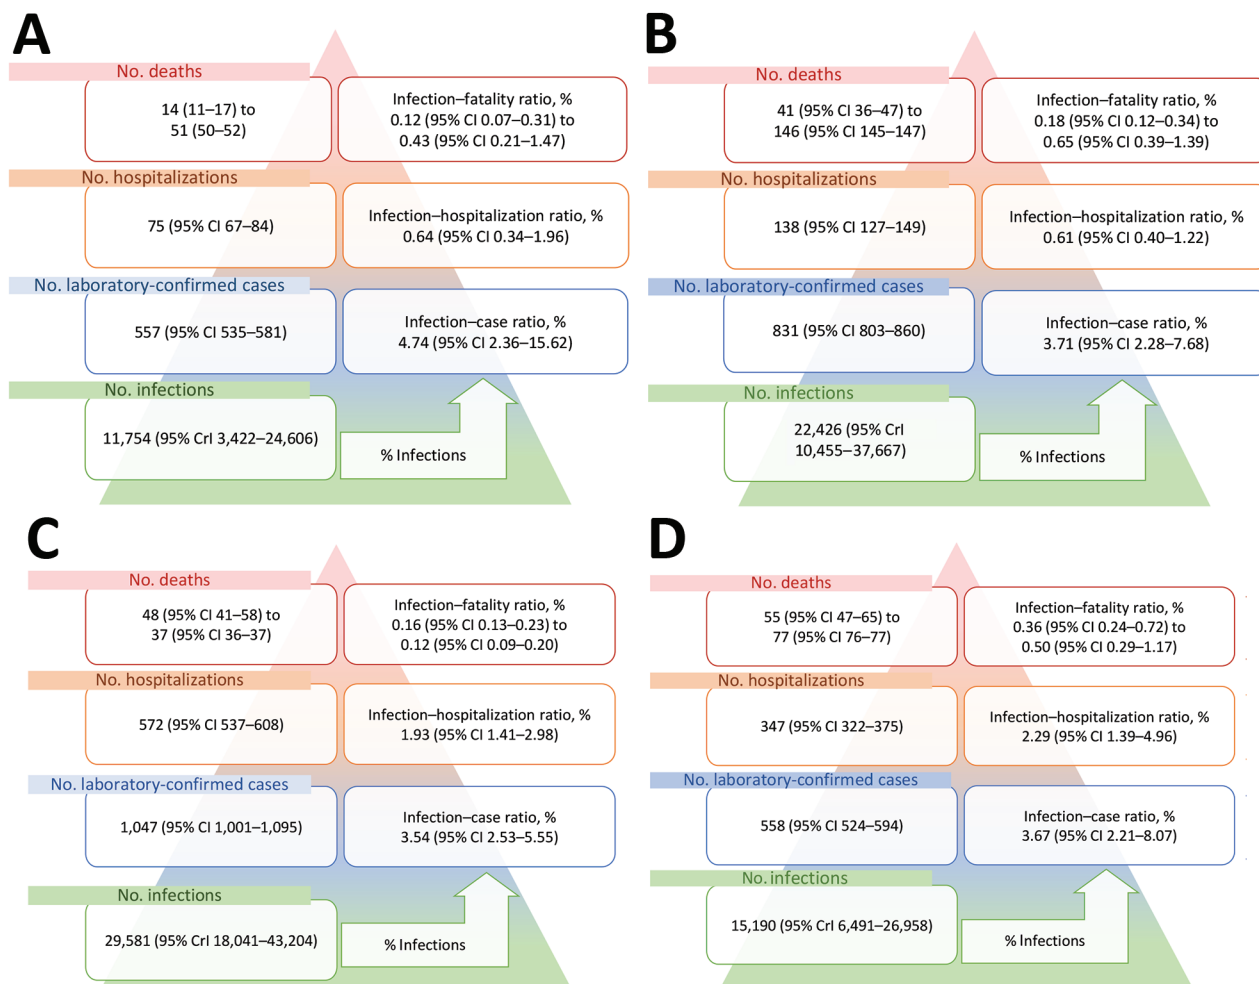 A
No. deaths
14 (11–17) to
51 (50–52)
Infection–fatality ratio, %
0.12 (95% CI 0.07–0.31) to
0.43 (95% CI 0.21–1.47)
No. hospitalizations
75 (95% CI 67–84)
Infection–hospitalization ratio, %
0.64 (95% CI 0.34–1.96)
No. laboratory-confirmed cases
557 (95% CI 535–581)
Infection–case ratio, %
4.74 (95% CI 2.36–15.62)
No. infections
11,754 (95% CrI 3,422–24,606)
% Infections
B
No. deaths
41 (95% CI 36–47) to
146 (95% CI 145–147)
Infection–fatality ratio, %
0.18 (95% CI 0.12–0.34) to
0.65 (95% CI 0.39–1.39)
No. hospitalizations
138 (95% CI 127–149)
Infection–hospitalization ratio, %
0.61 (95% CI 0.40–1.22)
No. laboratory-confirmed cases
831 (95% CI 803–860)
Infection–case ratio, %
3.71 (95% CI 2.28–7.68)
No. infections
22,426 (95% CrI
10,455–37,667)
% Infections
C
No. deaths
48 (95% CI 41–58) to
37 (95% CI 36–37)
Infection–fatality ratio, %
0.16 (95% CI 0.13–0.23) to
0.12 (95% CI 0.09–0.20)
No. hospitalizations
572 (95% CI 537–608)
Infection–hospitalization ratio, %
1.93 (95% CI 1.41–2.98)
No. laboratory-confirmed cases
1,047 (95% CI 1,001–1,095)
Infection–case ratio, %
3.54 (95% CI 2.53–5.55)
No. infections
29,581 (95% CrI 18,041–43,204)
% Infections
D
No. deaths
55 (95% CI 47–65) to
77 (95% CI 76–77)
Infection–fatality ratio, %
0.36 (95% CI 0.24–0.72) to
0.50 (95% CI 0.29–1.17)
No. hospitalizations
347 (95% CI 322–375)
Infection–hospitalization ratio, %
2.29 (95% CI 1.39–4.96)
No. laboratory-confirmed cases
558 (95% CI 524–594)
Infection–case ratio, %
3.67 (95% CI 2.21–8.07)
No. infections
15,190 (95% CrI 6,491–26,958)
% Infections